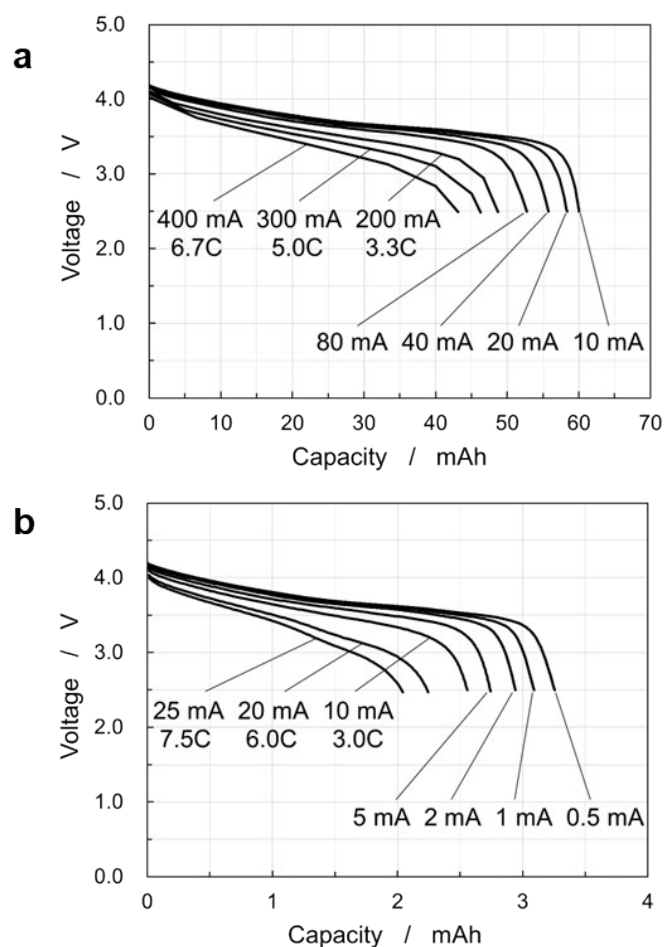 a
5.0
4.0
3.0
2.0
1.0
0.0
Voltage / V
400 mA 300 mA 200 mA
6.7C 5.0C 3.3C
80 mA 40 mA 20 mA 10 mA
0 10 20 30 40 50 60 70
Capacity / mAh
b
5.0
4.0
3.0
2.0
1.0
0.0
Voltage / V
25 mA 20 mA 10 mA
7.5C 6.0C 3.0C
5 mA 2 mA 1 mA 0.5 mA
0 1 2 3 4
Capacity / mAh